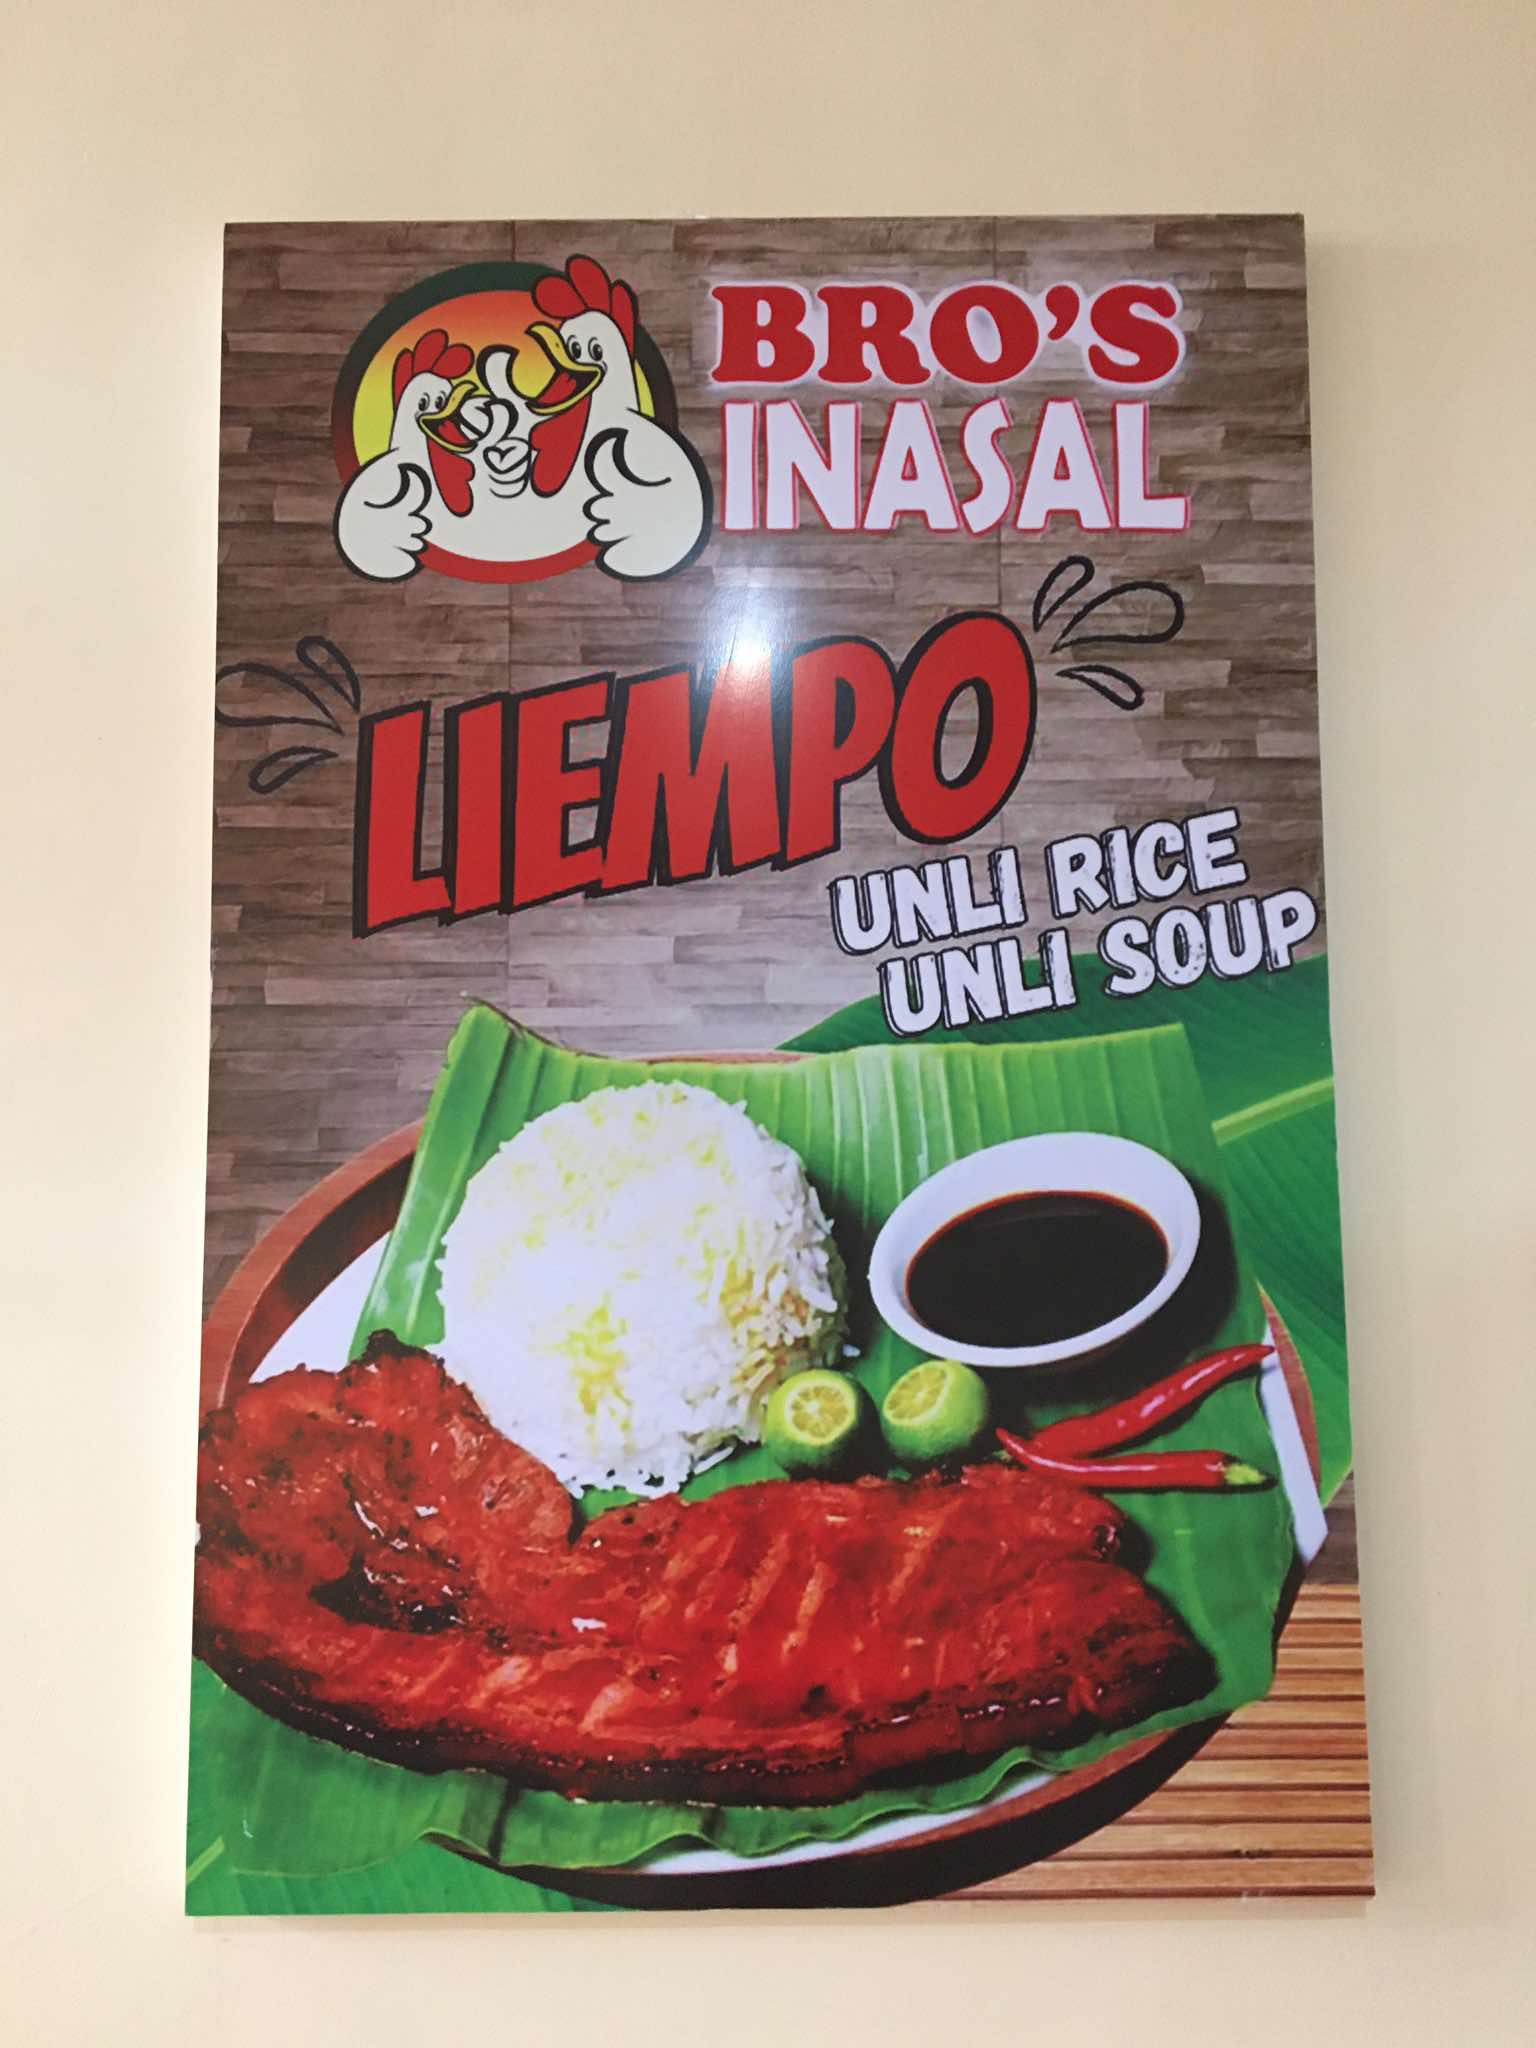 BRO'S
INASAL
LIEMPO
UNLI RICE
UNLI SOUP